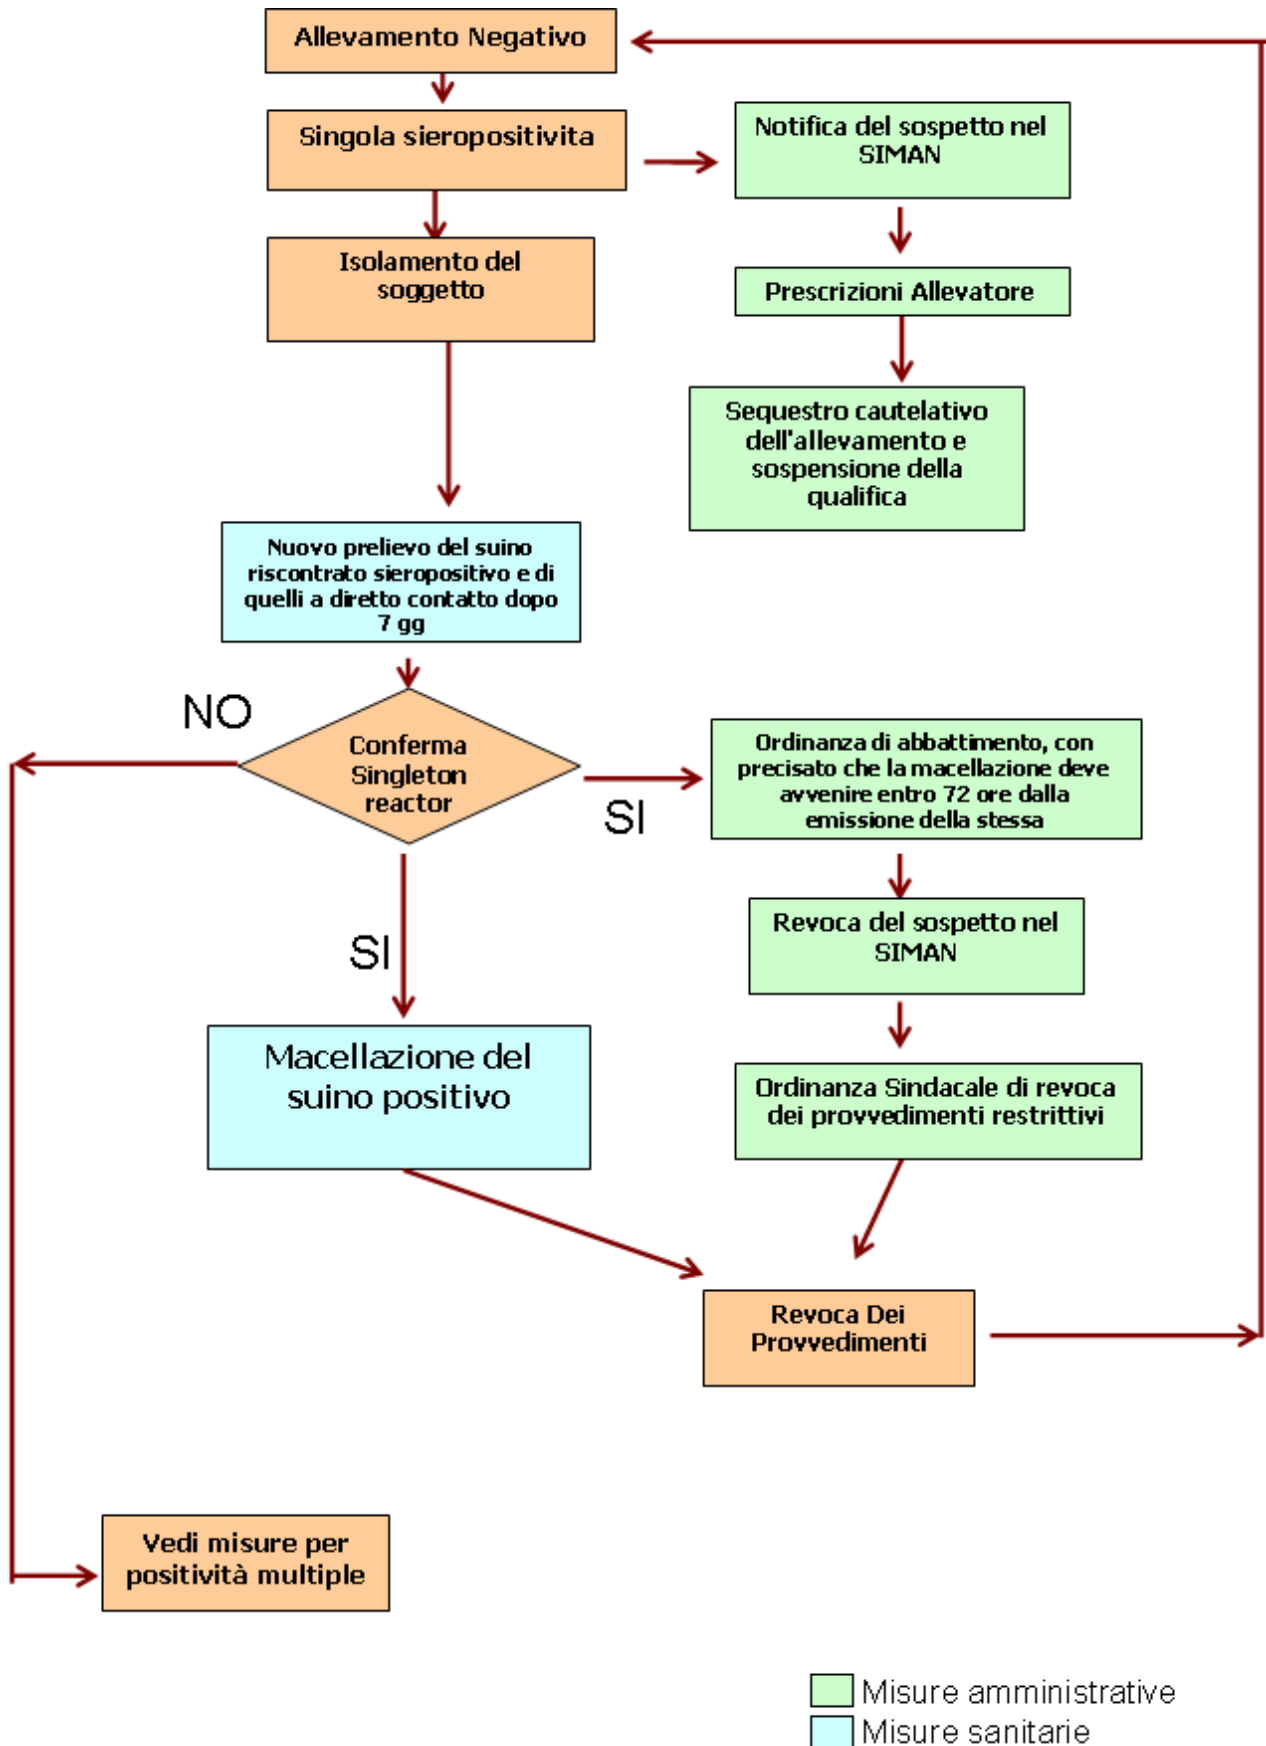 Allevamento Negativo
Singola sieropositivita
Notifica del sospetto nel
SIMAN
Isolamento del
soggetto
Prescrizioni Allevatore
Sequestro cautelativo
dell'allevamento e
sospensione della
qualifica
Nuovo prelievo del suino
riscontrato sieropositivo e di
quelli a diretto contatto dopo
7 gg
NO
Conferma
Singleton
reactor
SI
Ordinanza di abbattimento, con
precisato che la macellazione deve
avvenire entro 72 ore dalla
emissione della stessa
Revoca del sospetto nel
SIMAN
SI
Macellazione del
suino positivo
Ordinanza Sindacale di revoca
dei provvedimenti restrittivi
Revoca Dei
Provvedimenti
Vedi misure per
positività multiple
Misure amministrative
Misure sanitarie